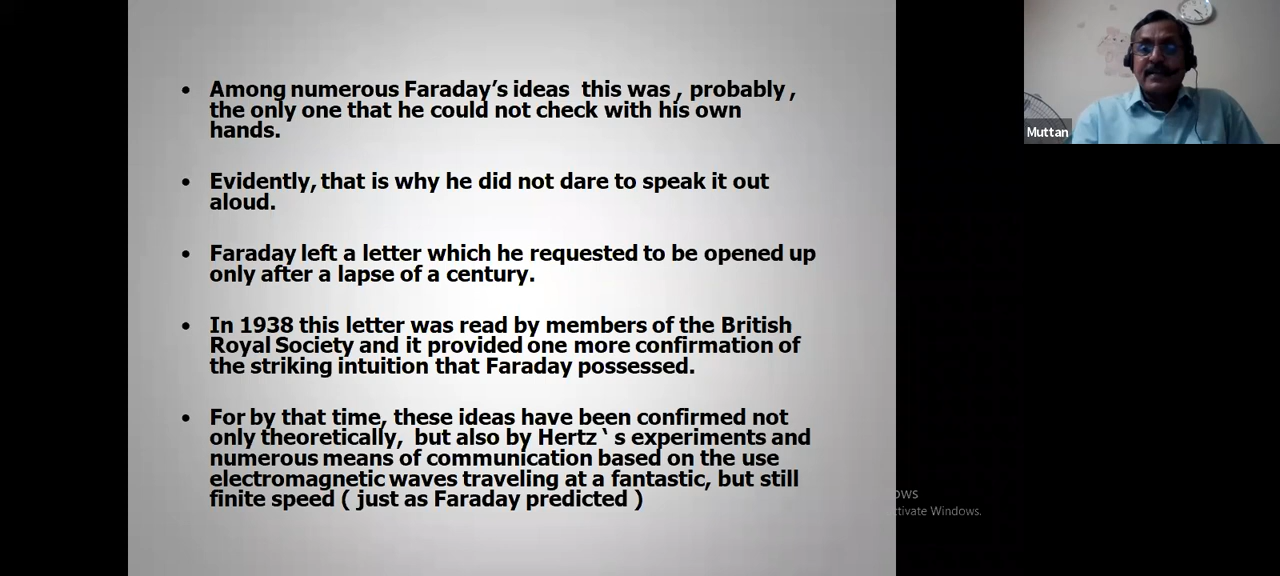 • Among numerous Faraday's ideas this was , probably ,
the only one that he could not check with his own
hands.
• Evidently, that is why he did not dare to speak it out
aloud.
• Faraday left a letter which he requested to be opened up
only after a lapse of a century.
• In 1938 this letter was read by members of the British
Royal Society and it provided one more confirmation of
the striking intuition that Faraday possessed.
• For by that time, these ideas have been confirmed not
only theoretically, but also by Hertz ‛ s experiments and
numerous means of communication based on the use
electromagnetic waves traveling at a fantastic, but still
finite speed ( just as Faraday predicted )
Muttan
ows
ctivate Windows.